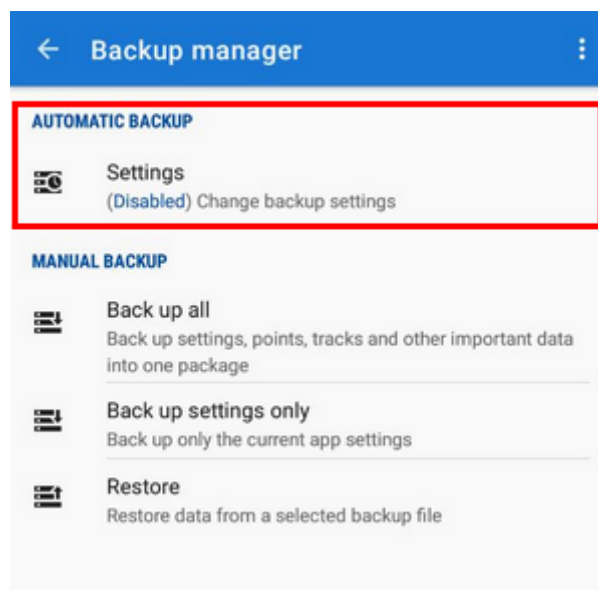 Backup manager
AUTOMATIC BACKUP
Settings
(Disabled) Change backup settings
MANUAL BACKUP
Back up all
Back up settings, points, tracks and other important data
into one package
Back up settings only
Back up only the current app settings
Restore
Restore data from a selected backup file